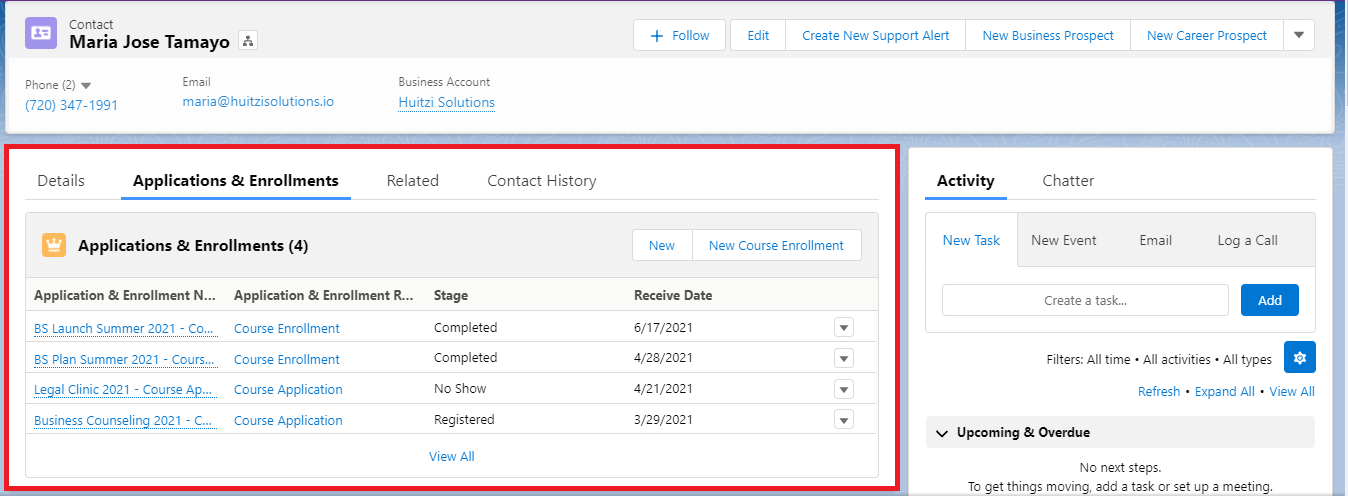 Contact
Maria Jose Tamayo
Follow
Edit
Create New Support Alert
New Business Prospect
New Career Prospect
Phone (2)
(720) 347-1991
Email
maria@huitzisolutions.io
Business Account
Huitzi Solutions
Details
Applications & Enrollments
Related
Contact History
Applications & Enrollments (4)
New
New Course Enrollment
Application & Enrollment N... Application & Enrollment R... Stage Receive Date
BS Launch Summer 2021 - Co... Course Enrollment Completed 6/17/2021
BS Plan Summer 2021 - Cours... Course Enrollment Completed 4/28/2021
Legal Clinic 2021 - Course Ap... Course Application No Show 4/21/2021
Business Counseling 2021 - C... Course Application Registered 3/29/2021
View All
Activity
Chatter
New Task
New Event
Email
Log a Call
Create a task...
Add
Filters: All time • All activities • All types
Refresh • Expand All • View All
Upcoming & Overdue
No next steps.
To get things moving, add a task or set up a meeting.